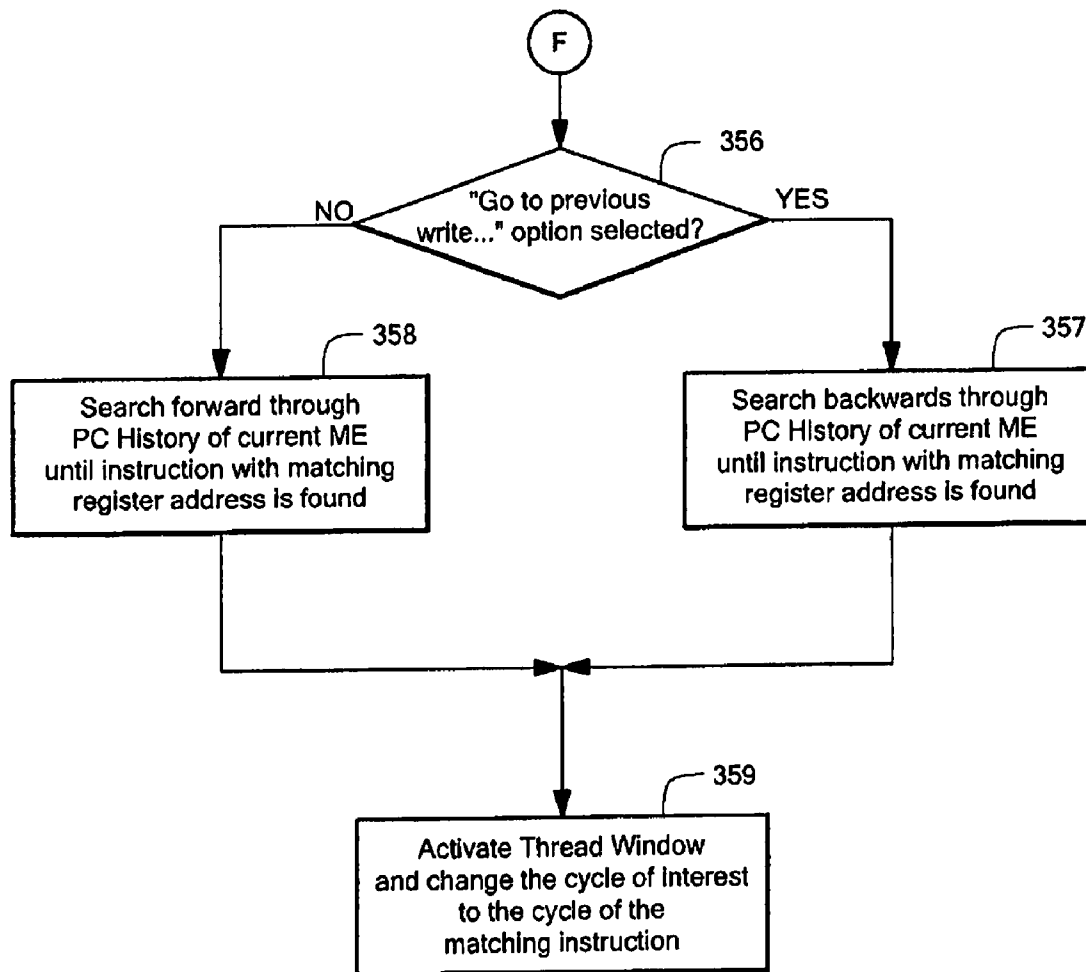 F
356
"Go to previous
write..." option selected?
NO
YES
358
Search forward through
PC History of current ME
until instruction with matching
register address is found
357
Search backwards through
PC History of current ME
until instruction with matching
register address is found
359
Activate Thread Window
and change the cycle of interest
to the cycle of the
matching instruction